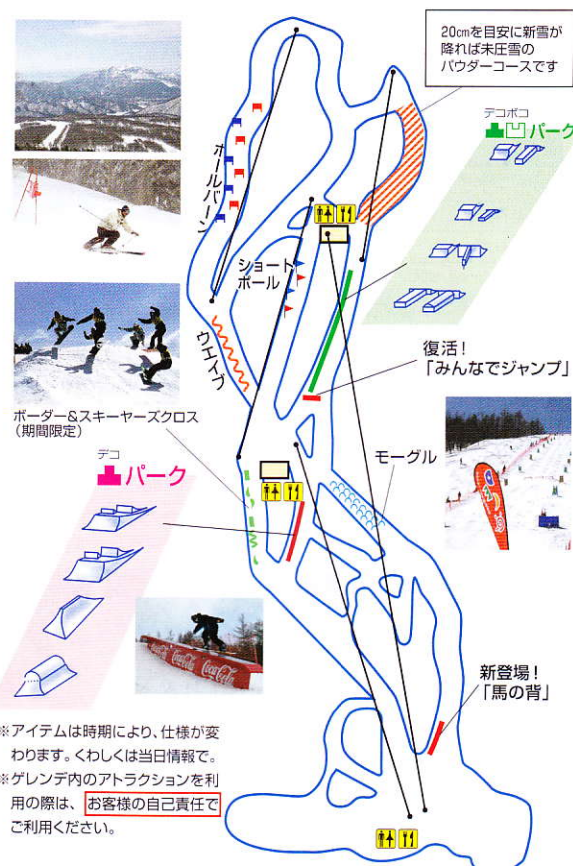 20cmを目安に新雪が
降れば未圧雪の
パウダーコースです
デコボコ
パーク
ポールバーン
ショート
ポール
ウエイブ
復活!
「みんなでジャンプ」
ボーダー&スキーヤーズクロス
(期間限定)
デコ
パーク
モーグル
Coca-Cola
Coca-Cola
新登場!
「馬の背」
※アイテムは時期により、仕様が変
わります。くわしくは当日情報で。
※ゲレンデ内のアトラクションを利
用の際は、お客様の自己責任で
ご利用ください。